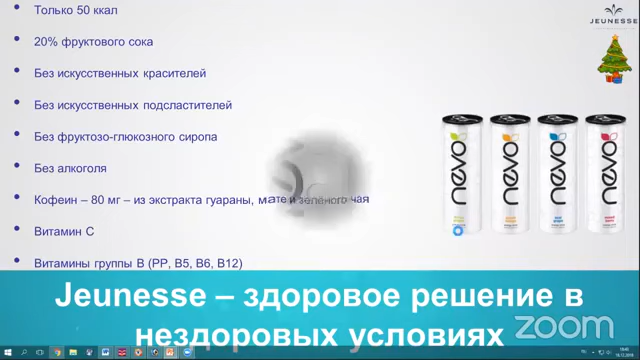 Только 50 ккал
JEUNESSE
20% фруктового сока
Без искусственных красителей
Без искусственных подсластителей
Без фруктозо-глюкозного сиропа
Без алкоголя
nevo nevo nevo nevo
Кофеин – 80 мг – из экстракта гуараны, мате и зелёного чая
Витамин С
Витамины группы В (РР, В5, В6, В12)
Jeunesse – здоровое решение в
нездоровых условиях
zoom